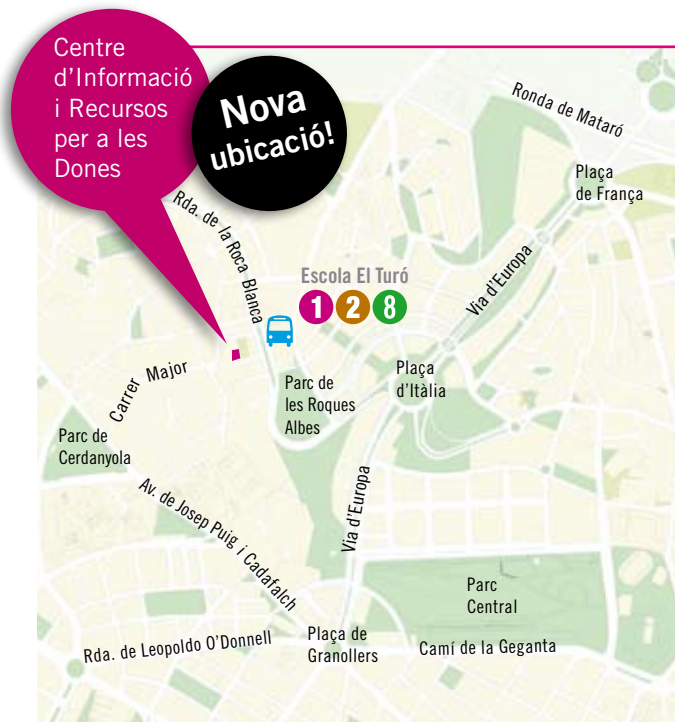 Centre
d'Informació
i Recursos
per a les
Dones
Nova
ubicació!
Ronda de Mataró
Plaça
de França
Rda. de la Roca Blanca
Escola El Turó
1 2 8
Via d'Europa
Carrer Major
Parc de
les Roques
Albes
Plaça
d'Itàlia
Parc de
Cerdanyola
Av. de Josep Puig i Cadafalch
Via d'Europa
Parc
Central
Rda. de Leopoldo O'Donnell
Plaça de
Granollers
Camí de la Geganta